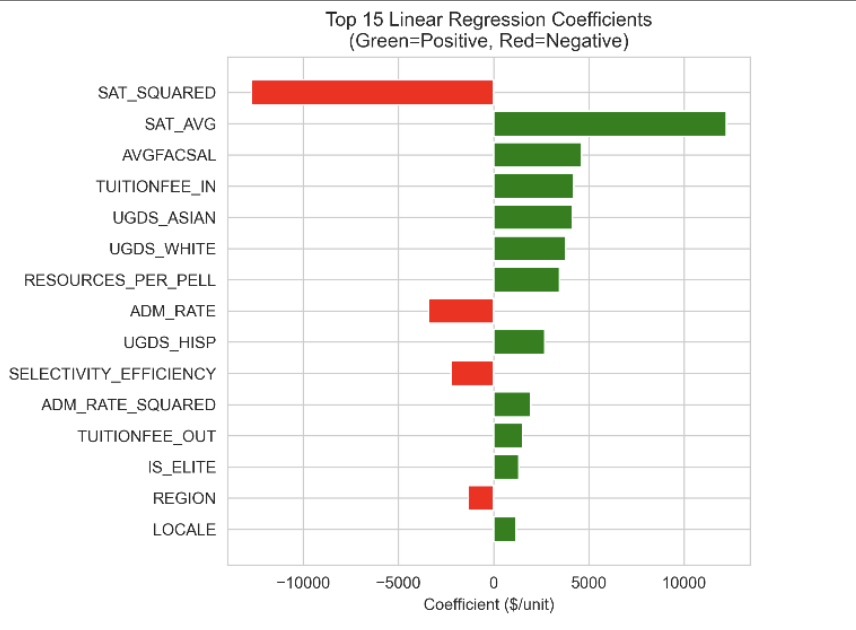 Top 15 Linear Regression Coefficients
(Green=Positive, Red=Negative)
SAT_SQUARED
SAT_AVG
AVGFACSAL
TUITIONFEE_IN
UGDS_ASIAN
UGDS_WHITE
RESOURCES_PER_PELL
ADM_RATE
UGDS_HISP
SELECTIVITY_EFFICIENCY
ADM_RATE_SQUARED
TUITIONFEE_OUT
IS_ELITE
REGION
LOCALE
−10000 −5000 0 5000 10000
Coefficient ($/unit)